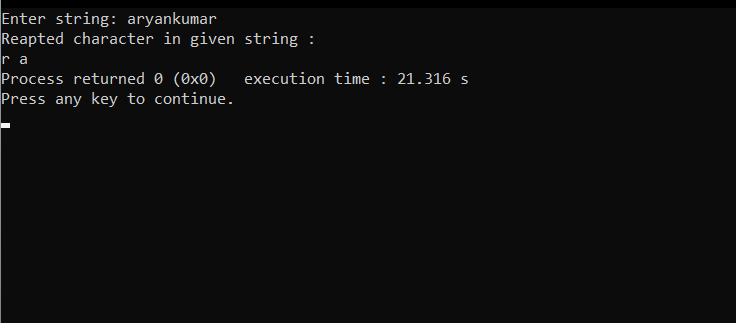 Enter string: aryankumar
Reapted character in given string :
r a
Process returned 0 (0x0)   execution time : 21.316 s
Press any key to continue.